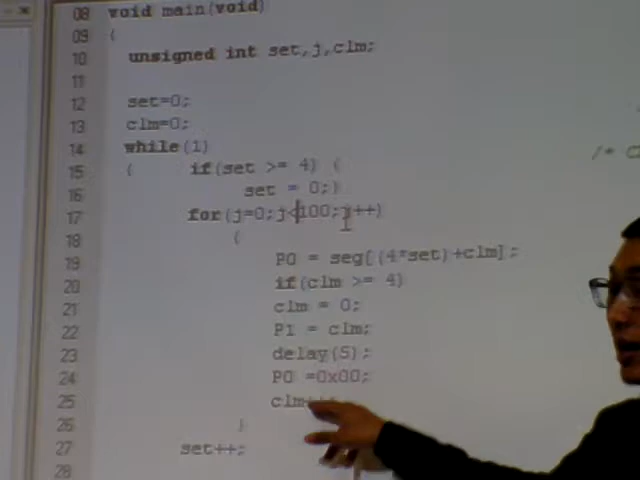 08 void main(void)
09 {
10 unsigned int set,j,clm;
11
12 set=0;
13 clm=0;
14 while(1)
15 { if(set >= 4) {
16 set = 0;}
17 for(j=0;j<100;j++)
18 {
19 P0 = seg[(4*set)+clm];
20 if(clm >= 4)
21 clm = 0;
22 P1 = clm;
23 delay(5);
24 P0 =0x00;
25 clm++
26 }
27 set++;
28